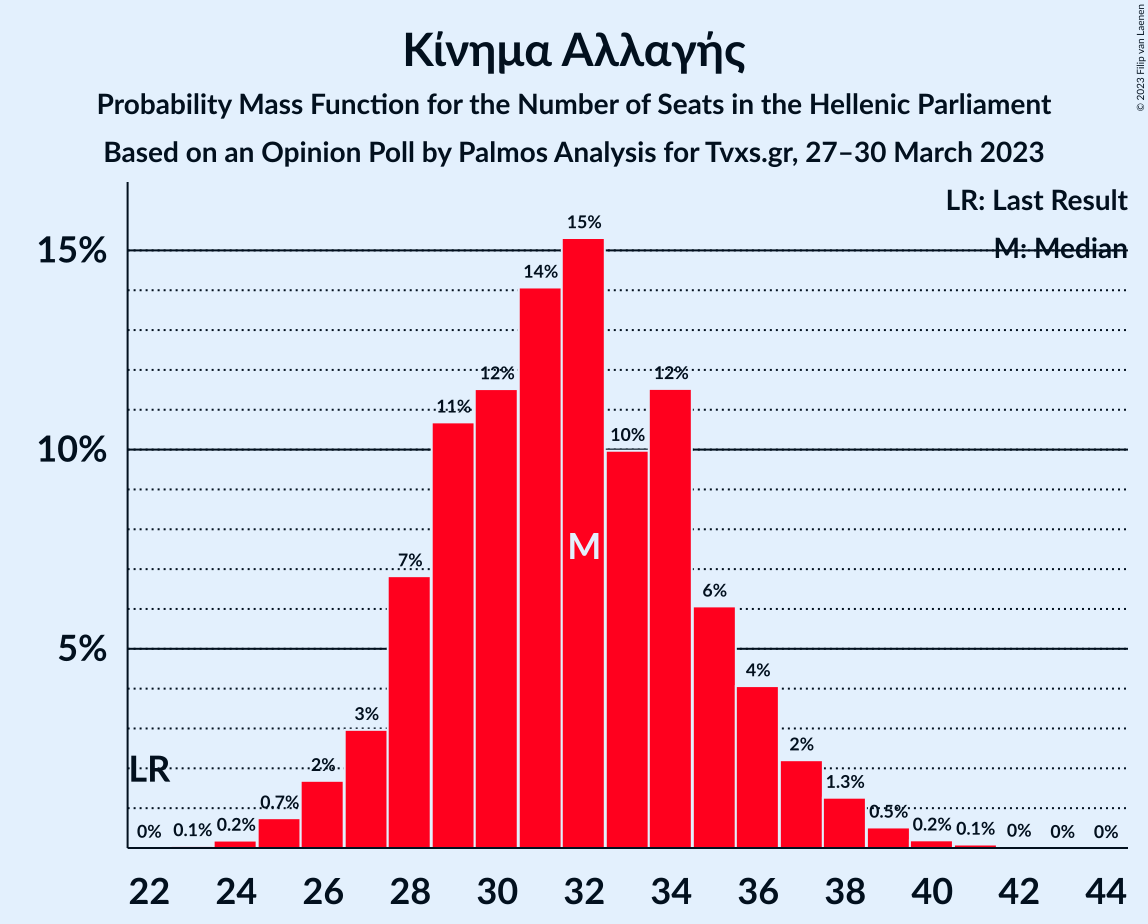 Κίνημα Αλλαγής
Probability Mass Function for the Number of Seats in the Hellenic Parliament
Based on an Opinion Poll by Palmos Analysis for Tvxs.gr, 27–30 March 2023
© 2023 Filip van Laenen
LR: Last Result
M: Median
15%
10%
5%
LR
M
0% 0.1% 0.2% 0.7% 2% 3% 7% 11% 12% 14% 15% 10% 12% 6% 4% 2% 1.3% 0.5% 0.2% 0.1% 0% 0% 0%
22 24 26 28 30 32 34 36 38 40 42 44